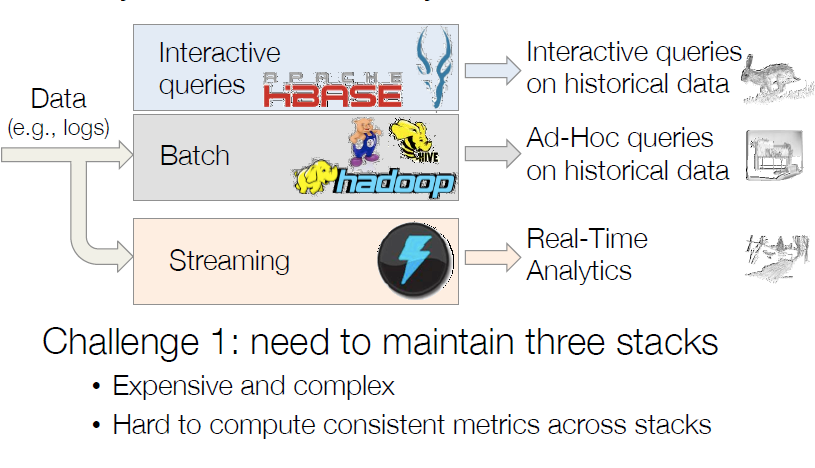 Interactive
queries
APACHE
HBASE
Interactive queries
on historical data
Data
(e.g., logs)
Batch
HIVE
hadoop
Ad-Hoc queries
on historical data
Streaming
Real-Time
Analytics
Challenge 1: need to maintain three stacks
• Expensive and complex
• Hard to compute consistent metrics across stacks